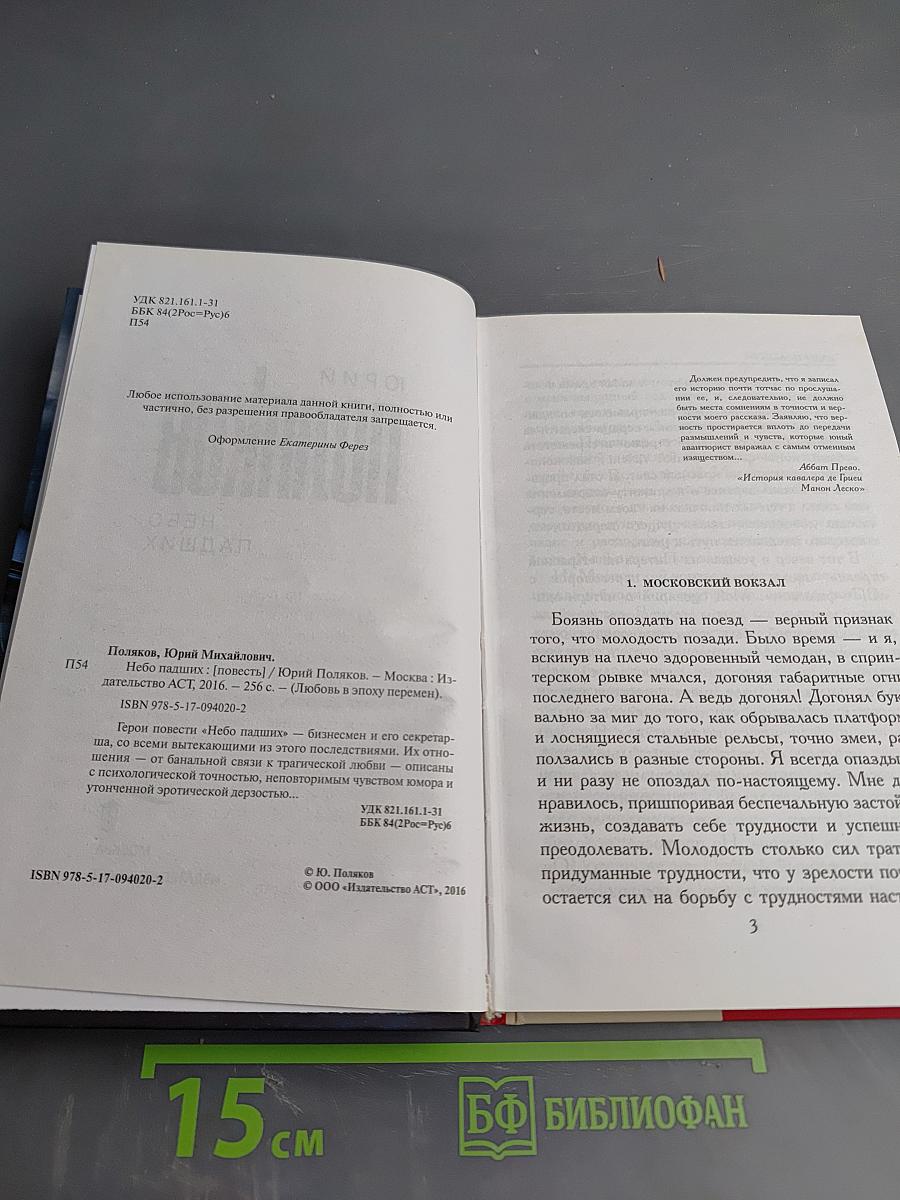 УДК 821.161.1-31
ББК 84(2Рос=Рус)6
П54
Любое использование материала данной книги, полностью или
частично, без разрешения правообладателя запрещается.
Оформление Екатерины Ферез
Поляков, Юрий Михайлович.
П54 Небо падших : [повесть] / Юрий Поляков. – Москва : Из-
дательство АСТ, 2016. – 256 с. – (Любовь в эпоху перемен).
ISBN 978-5-17-094020-2
Герои повести «Небо падших» — бизнесмен и его секретар-
ша, со всеми вытекающими из этого последствиями. Их отно-
шения — от банальной связи к трагической любви — описаны
с психологической точностью, неповторимым чувством юмора и
утонченной эротической дерзостью...
УДК 821.161.1-31
ББК 84(2Рос=Рус)6
ISBN 978-5-17-094020-2
© Ю. Поляков
© ООО «Издательство АСТ», 2016
Должен предупредить, что я записал
его историю почти тотчас по прослуша-
нии ее, и, следовательно, не должно
быть места сомнениям в точности и вер-
ности моего рассказа. Заявляю, что вер-
ность простирается вплоть до передачи
размышлений и чувств, которые юный
авантюрист выражал с самым отменным
изяществом...
Аббат Прево.
«История кавалера де Грие и
Манон Леско»
1. МОСКОВСКИЙ ВОКЗАЛ
Боязнь опоздать на поезд — верный признак
того, что молодость позади. Было время — и я,
вскинув на плечо здоровенный чемодан, в сприн-
терском рывке мчался, догоняя габаритные огни
последнего вагона. А ведь догонял! Догонял бук
вально за миг до того, как обрывалась платфор
и лоснящиеся стальные рельсы, точно змеи, ра
ползались в разные стороны. Я всегда опазды
и ни разу не опоздал по-настоящему. Мне д
нравилось, пришпоривая беспечальную застой
жизнь, создавать себе трудности и успешн
преодолевать. Молодость столько сил трат
придуманные трудности, что у зрелости поч
остается сил на борьбу с трудностями наст
3
15 см
БФ БИБЛИОФАН